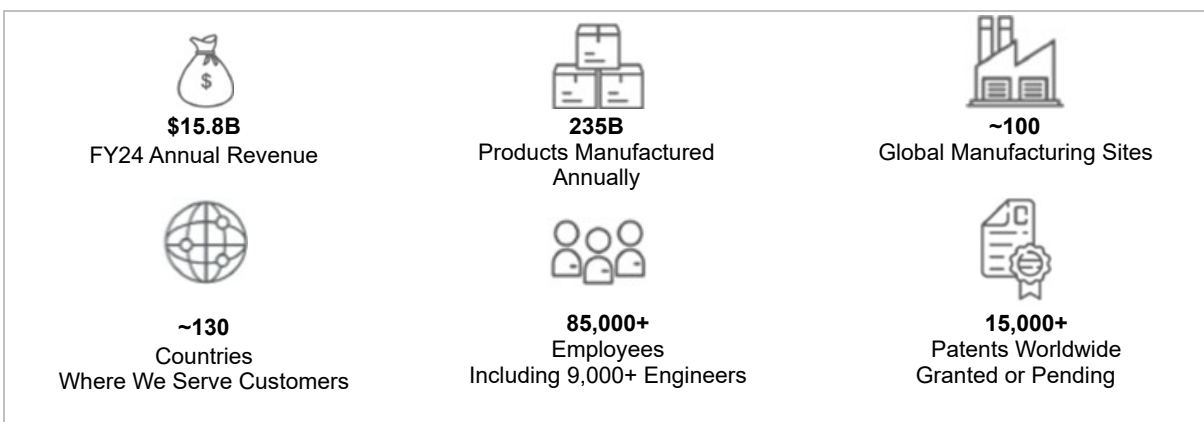 $
$15.8B
FY24 Annual Revenue
235B
Products Manufactured
Annually
~100
Global Manufacturing Sites
~130
Countries
Where We Serve Customers
85,000+
Employees
Including 9,000+ Engineers
15,000+
Patents Worldwide
Granted or Pending